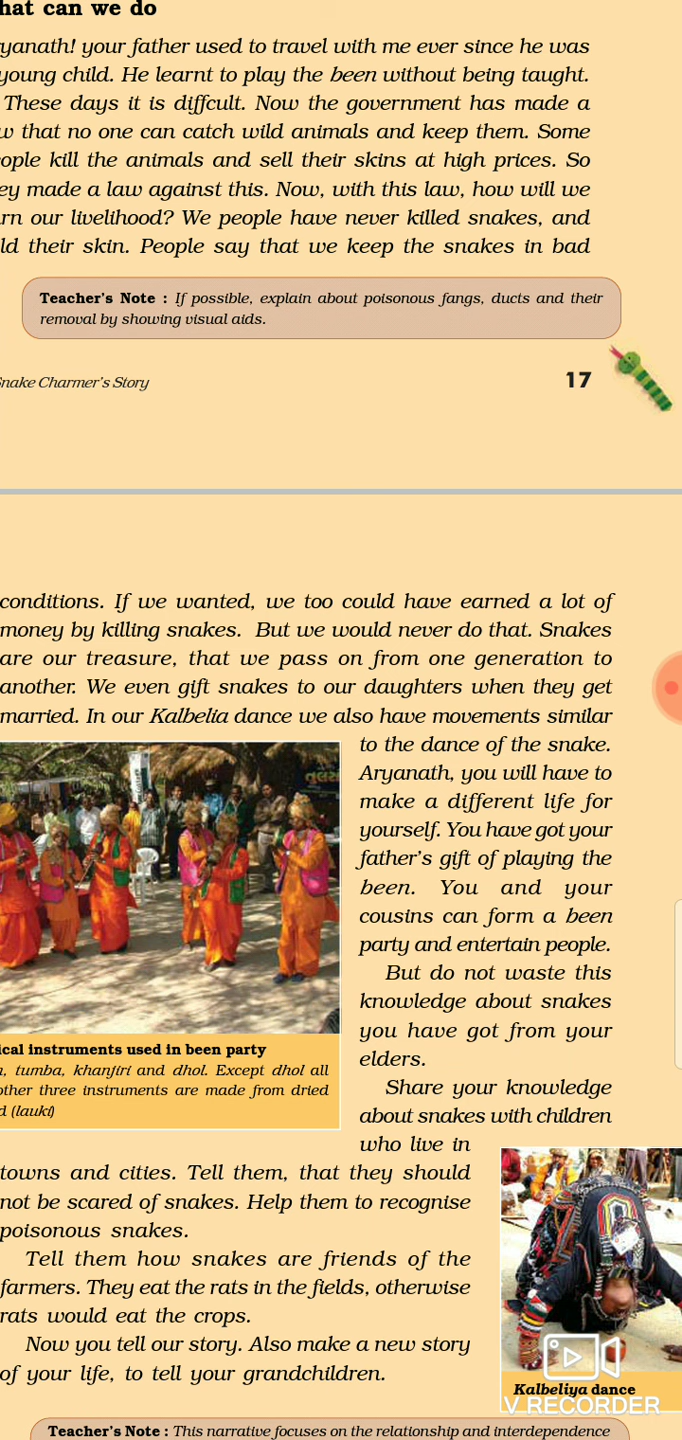 hat can we do
ryanath! your father used to travel with me ever since he was
young child. He learnt to play the been without being taught.
These days it is diffcult. Now the government has made a
w that no one can catch wild animals and keep them. Some
eople kill the animals and sell their skins at high prices. So
ey made a law against this. Now, with this law, how will we
rn our livelihood? We people have never killed snakes, and
ld their skin. People say that we keep the snakes in bad
Teacher's Note : If possible, explain about poisonous fangs, ducts and their
removal by showing visual aids.
Snake Charmer's Story
17
conditions. If we wanted, we too could have earned a lot of
money by killing snakes. But we would never do that. Snakes
are our treasure, that we pass on from one generation to
another. We even gift snakes to our daughters when they get
married. In our Kalbelia dance we also have movements similar
to the dance of the snake.
Aryanath, you will have to
make a different life for
yourself. You have got your
father's gift of playing the
been. You and your
cousins can form a been
party and entertain people.
But do not waste this
knowledge about snakes
you have got from your
elders.
Share your knowledge
about snakes with children
who live in
ical instruments used in been party
n, tumba, khanjiri and dhol. Except dhol all
other three instruments are made from dried
d (lauki)
towns and cities. Tell them, that they should
not be scared of snakes. Help them to recognise
poisonous snakes.
Tell them how snakes are friends of the
farmers. They eat the rats in the fields, otherwise
rats would eat the crops.
Now you tell our story. Also make a new story
of your life, to tell your grandchildren.
Kalbeliya dance
V RECORDER
Teacher's Note : This narrative focuses on the relationship and interdependence